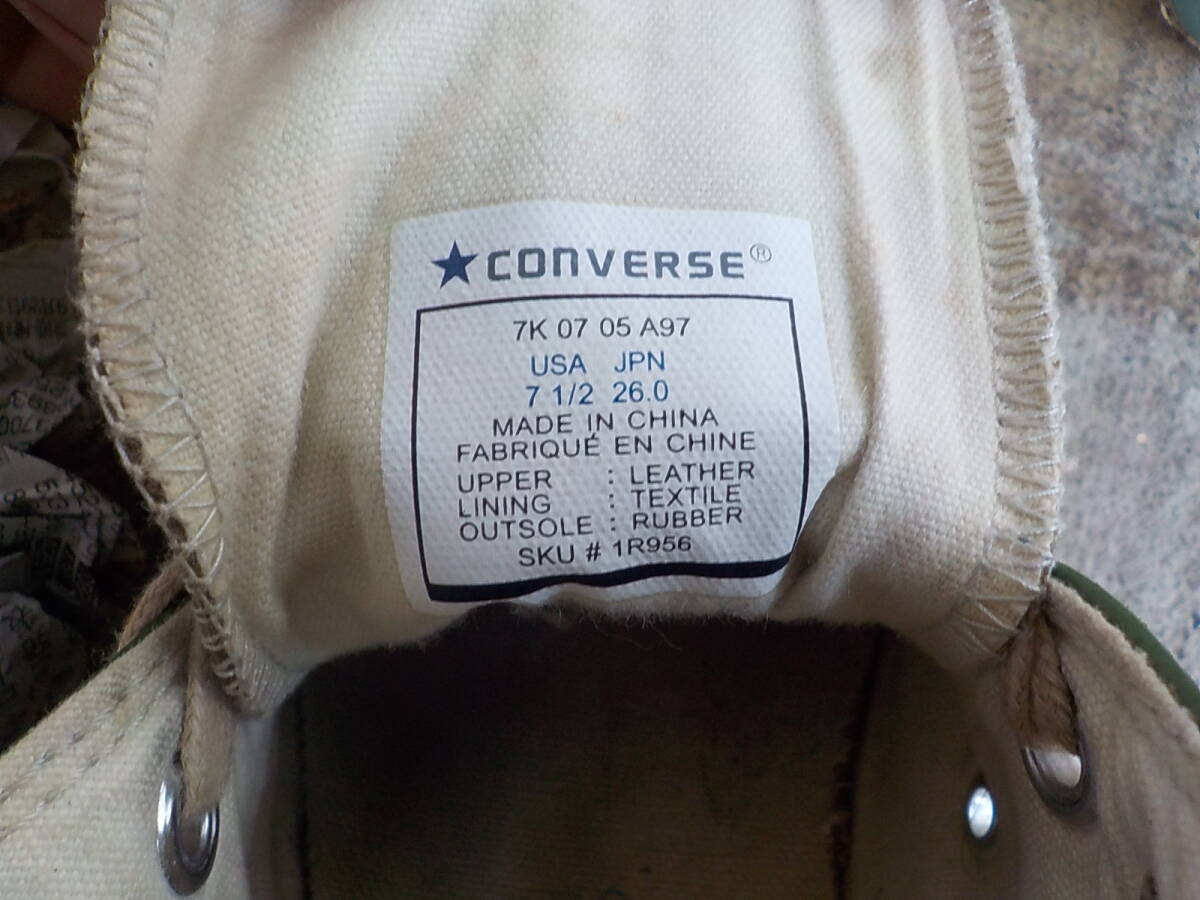 ★CONVERSE®
7K 07 05 A97
USA JPN
7 1/2 26.0
MADE IN CHINA
FABRIQUÉ EN CHINE
UPPER : LEATHER
LINING : TEXTILE
OUTSOLE : RUBBER
SKU # 1R956